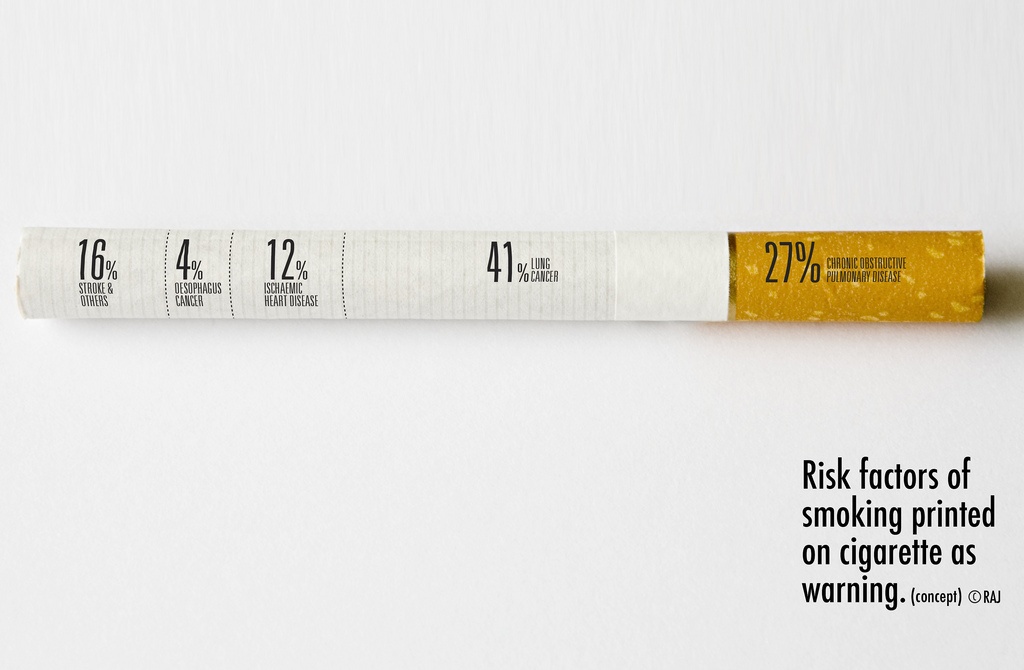 16%
STROKE &
OTHERS
4%
OESOPHAGUS
CANCER
12%
ISCHAEMIC
HEART DISEASE
41% LUNG
CANCER
27% CHRONIC OBSTRUCTIVE
PULMONARY DISEASE
Risk factors of
smoking printed
on cigarette as
warning. (concept) © RAJ